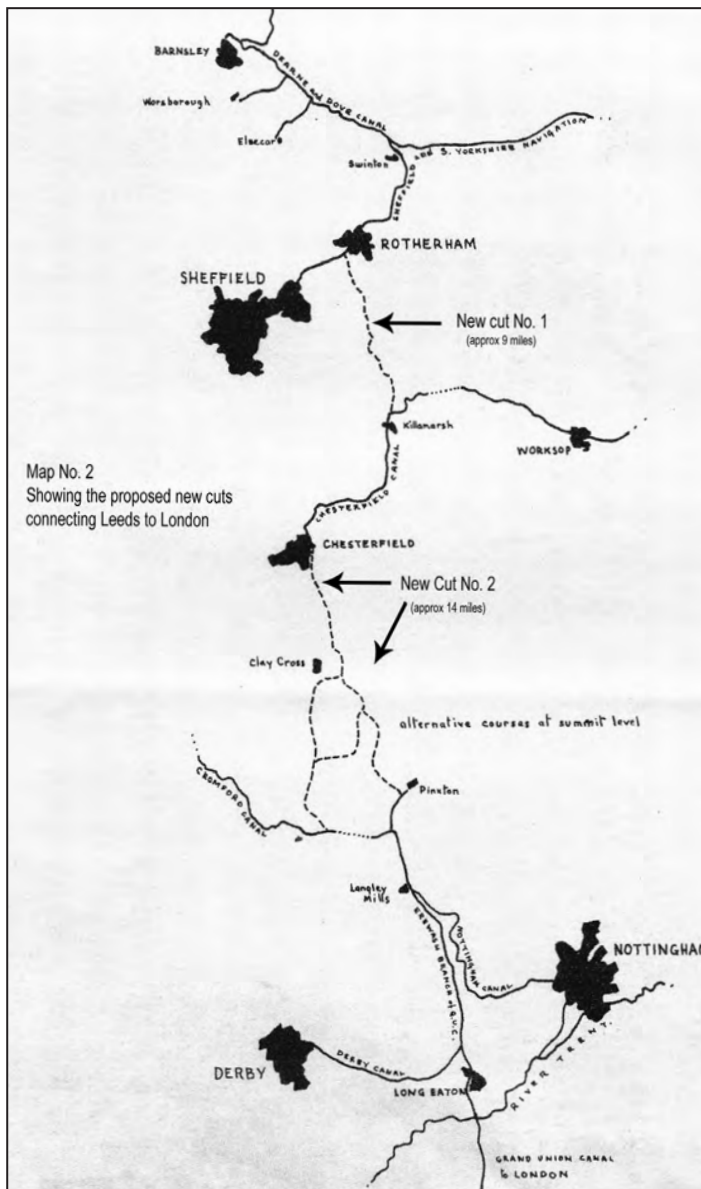 BARNSLEY
DEARNE AND DOVE CANAL
Worsborough
Elsecar
Swinton
SHEFFIELD AND S. YORKSHIRE NAVIGATION
ROTHERHAM
SHEFFIELD
New cut No. 1
(approx 9 miles)
Killamarsh
WORKSOP
CHESTERFIELD CANAL
Map No. 2
Showing the proposed new cuts
connecting Leeds to London
CHESTERFIELD
New Cut No. 2
(approx 14 miles)
Clay Cross
alternative courses at summit level
CROMFORD CANAL
Pinxton
Langley
Mills
EREWASH BRANCH of G.U.C.
NOTTINGHAM CANAL
NOTTINGHAM
DERBY
DERBY CANAL
LONG EATON
RIVER TRENT
GRAND UNION CANAL
to LONDON